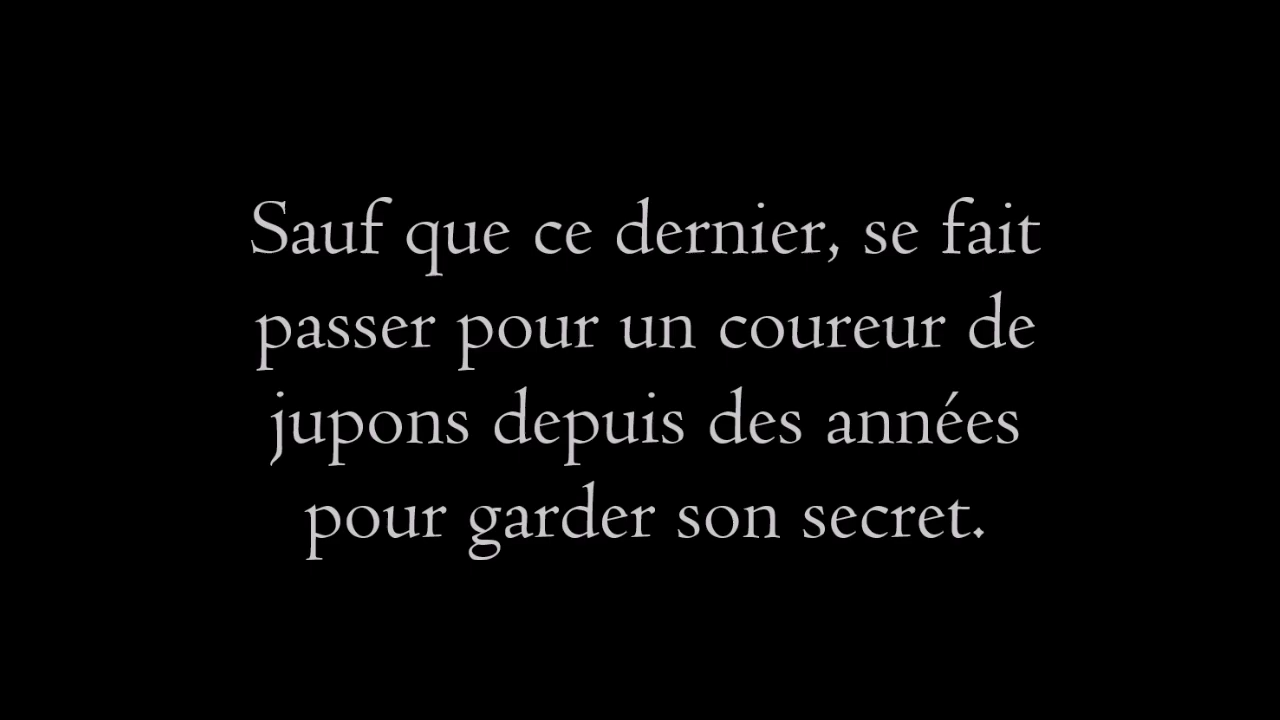 Sauf que ce dernier, se fait
passer pour un coureur de
jupons depuis des années
pour garder son secret.